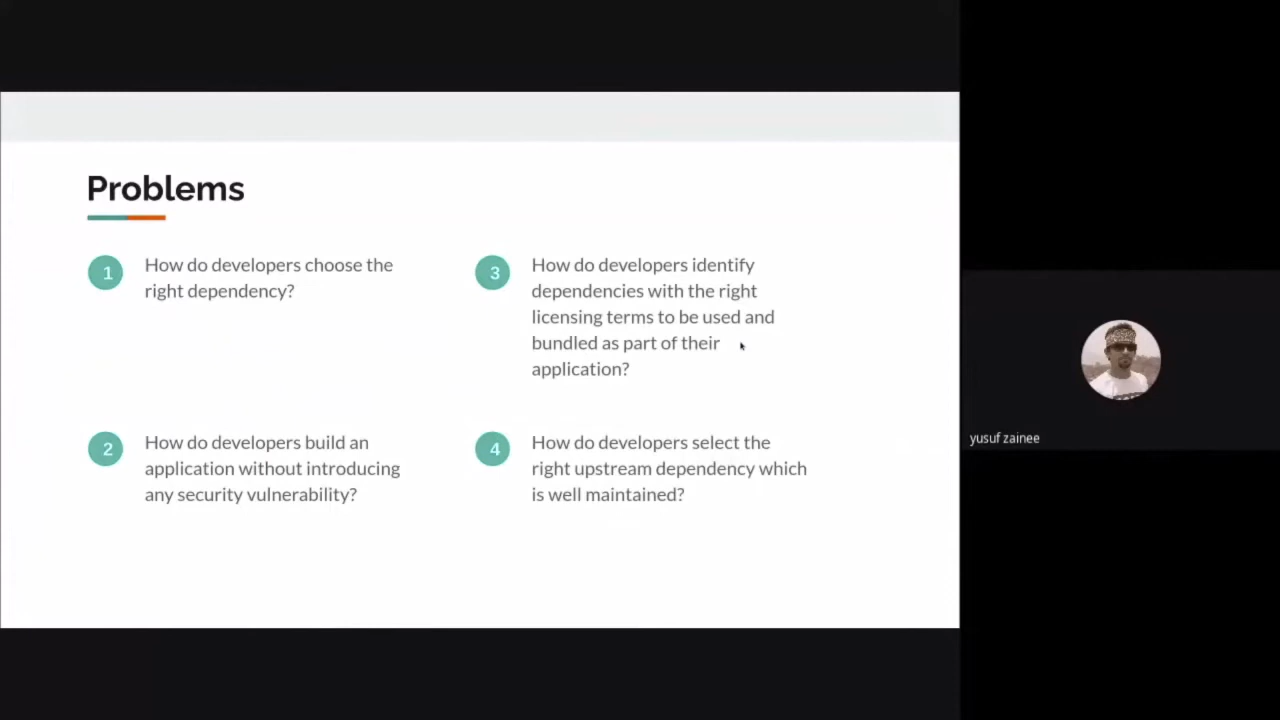 Problems
1
How do developers choose the
right dependency?
2
How do developers build an
application without introducing
any security vulnerability?
3
How do developers identify
dependencies with the right
licensing terms to be used and
bundled as part of their
application?
4
How do developers select the
right upstream dependency which
is well maintained?
yusuf zainee